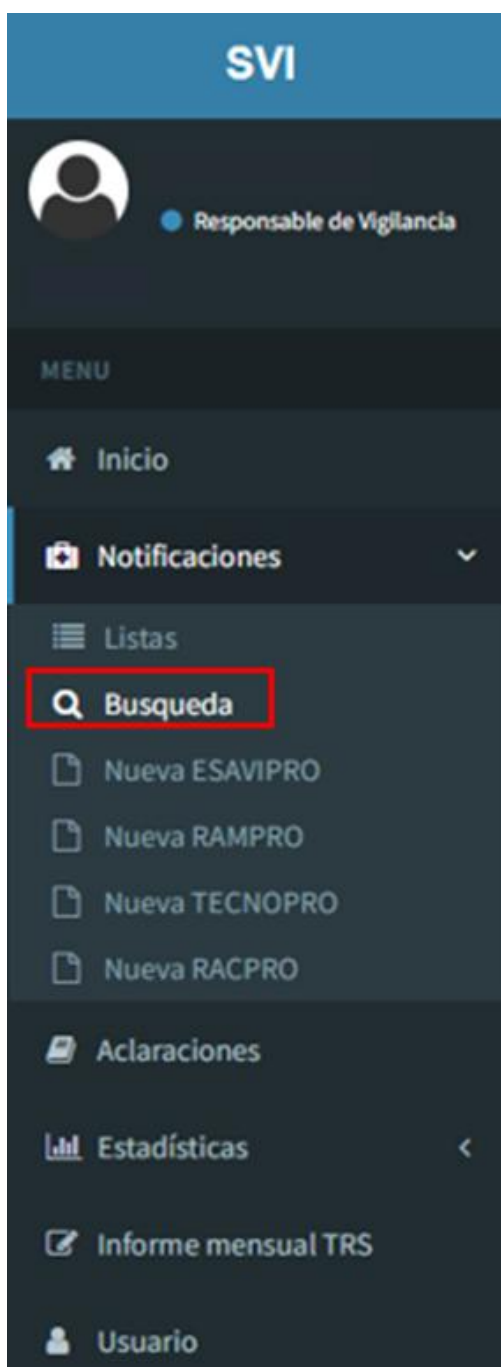 SVI
Responsable de Vigilancia
MENU
Inicio
Notificaciones
Listas
Busqueda
Nueva ESAVIPRO
Nueva RAMPRO
Nueva TECNOPRO
Nueva RACPRO
Aclaraciones
Estadísticas
Informe mensual TRS
Usuario